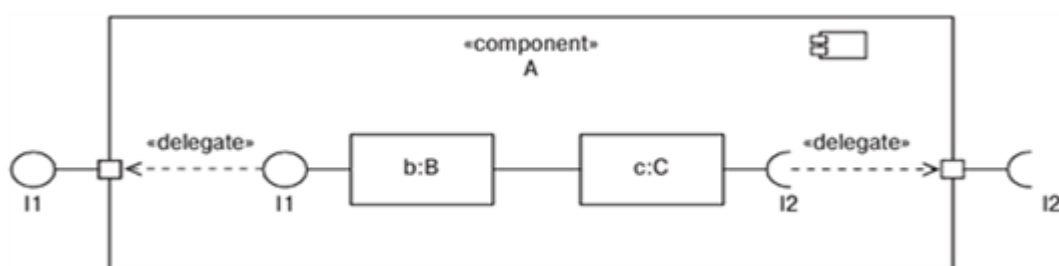 «component»
A
«delegate»
«delegate»
b:B
c:C
I1
I1
I2
I2